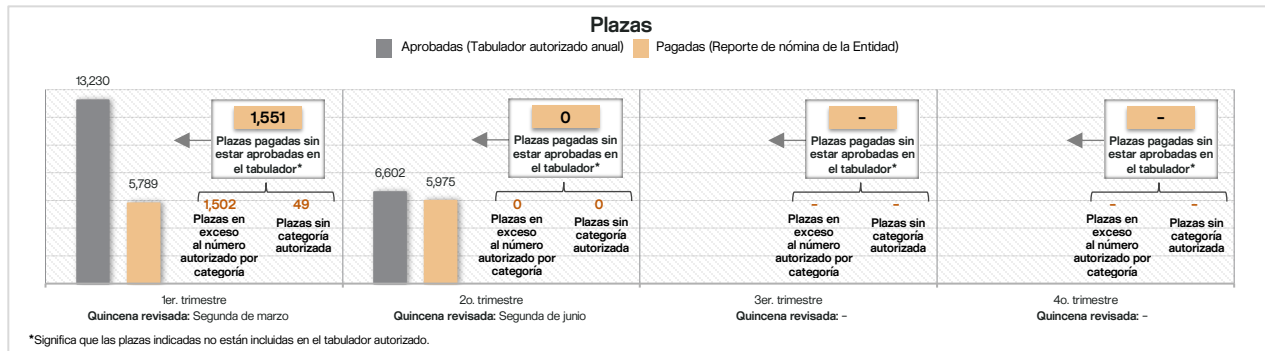 Plazas
Aprobadas (Tabulador autorizado anual)
Pagadas (Reporte de nómina de la Entidad)
13,230
5,789
1,551
Plazas pagadas sin
estar aprobadas en
el tabulador*
1,502
Plazas en
exceso
al número
autorizado por
categoría
49
Plazas sin
categoría
autorizada
1er. trimestre
Quincena revisada: Segunda de marzo
6,602
5,975
0
Plazas pagadas sin
estar aprobadas en
el tabulador*
0
Plazas en
exceso
al número
autorizado por
categoría
0
Plazas sin
categoría
autorizada
2o. trimestre
Quincena revisada: Segunda de junio
-
Plazas pagadas sin
estar aprobadas en
el tabulador*
-
Plazas en
exceso
al número
autorizado por
categoría
-
Plazas sin
categoría
autorizada
3er. trimestre
Quincena revisada: -
-
Plazas pagadas sin
estar aprobadas en
el tabulador*
-
Plazas en
exceso
al número
autorizado por
categoría
-
Plazas sin
categoría
autorizada
4o. trimestre
Quincena revisada: -
*Significa que las plazas indicadas no están incluidas en el tabulador autorizado.